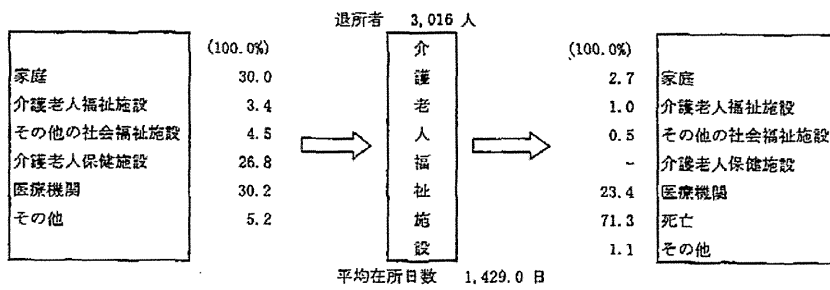 退所者 3,016 人
(100.0%)
家庭 30.0
介護老人福祉施設 3.4
その他の社会福祉施設 4.5
介護老人保健施設 26.8
医療機関 30.2
その他 5.2
介護老人福祉施設
(100.0%)
2.7 家庭
1.0 介護老人福祉施設
0.5 その他の社会福祉施設
- 介護老人保健施設
23.4 医療機関
71.3 死亡
1.1 その他
平均在所日数 1,429.0 日